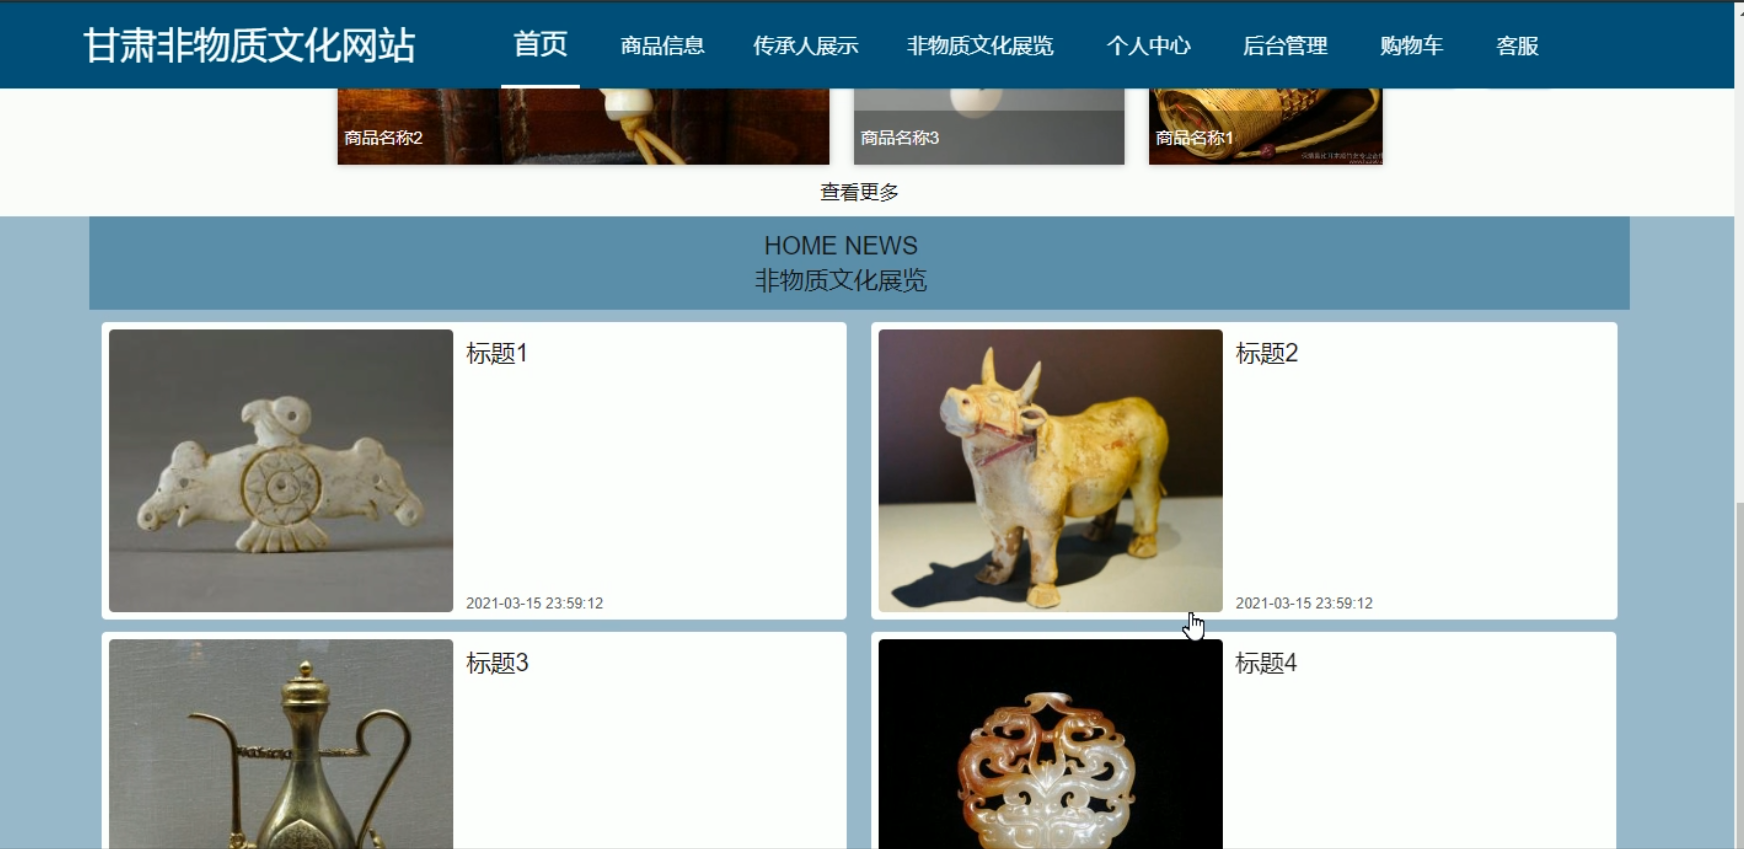 甘肃非物质文化网站 首页 商品信息 传承人展示 非物质文化展览 个人中心 后台管理 购物车 客服
商品名称2 商品名称3 商品名称1
查看更多
HOME NEWS
非物质文化展览
标题1
2021-03-15 23:59:12
标题2
2021-03-15 23:59:12
标题3
标题4